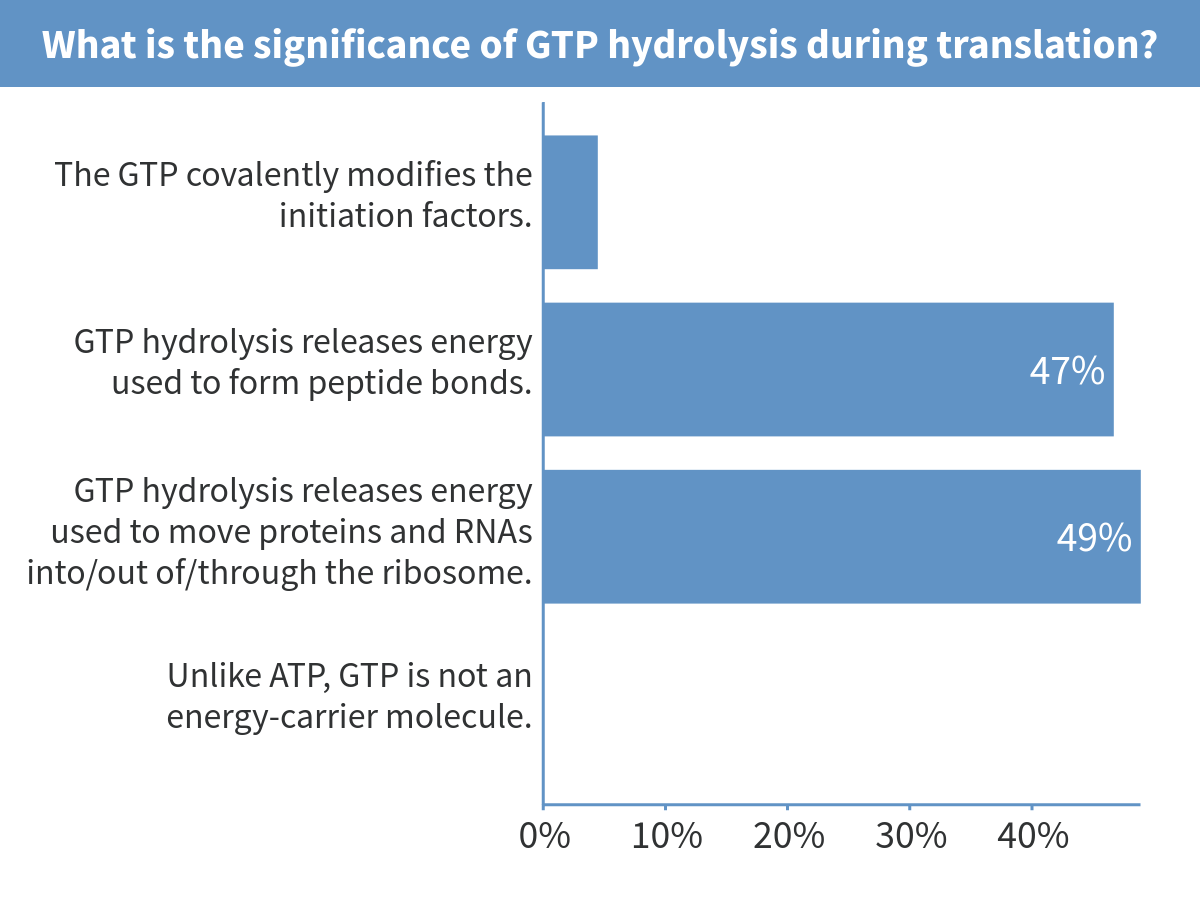 What is the significance of GTP hydrolysis during translation?
The GTP covalently modifies the
initiation factors.
GTP hydrolysis releases energy
used to form peptide bonds.
47%
GTP hydrolysis releases energy
used to move proteins and RNAs
into/out of/through the ribosome.
49%
Unlike ATP, GTP is not an
energy-carrier molecule.
0% 10% 20% 30% 40%